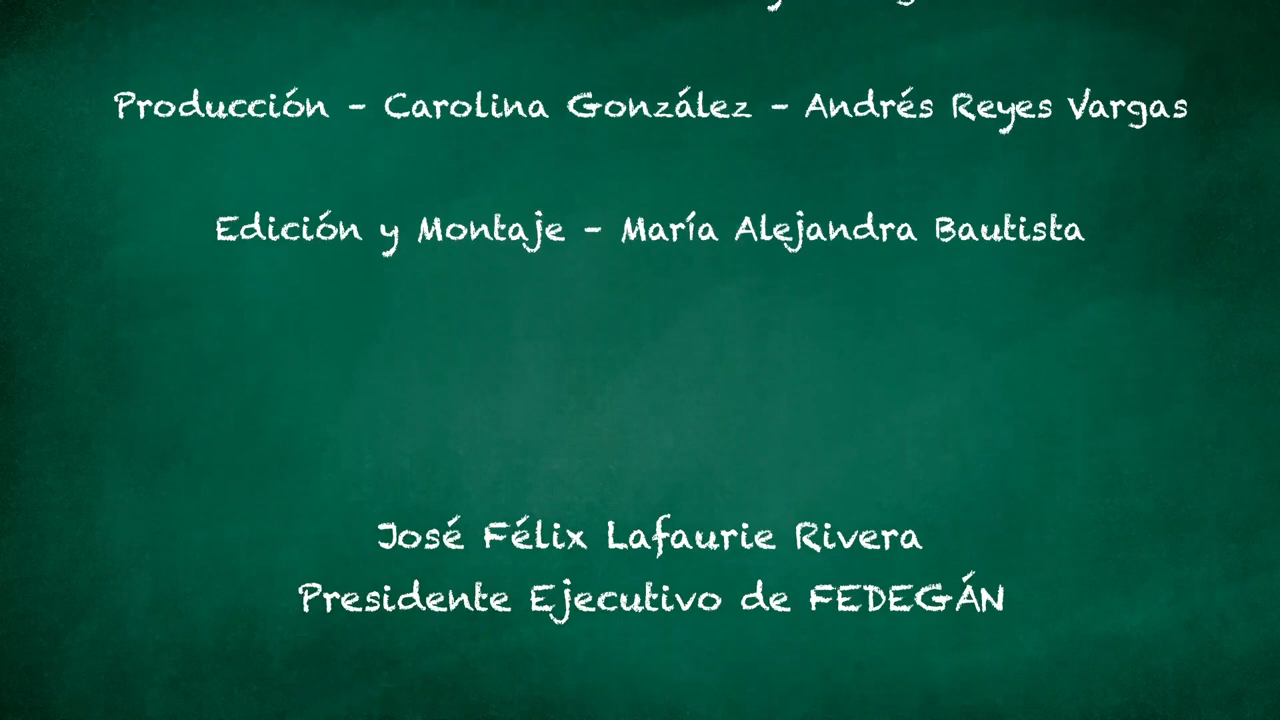 Producción - Carolina González - Andrés Reyes Vargas
Edición y Montaje - María Alejandra Bautista
José Félix Lafaurie Rivera
Presidente Ejecutivo de FEDEGÁN